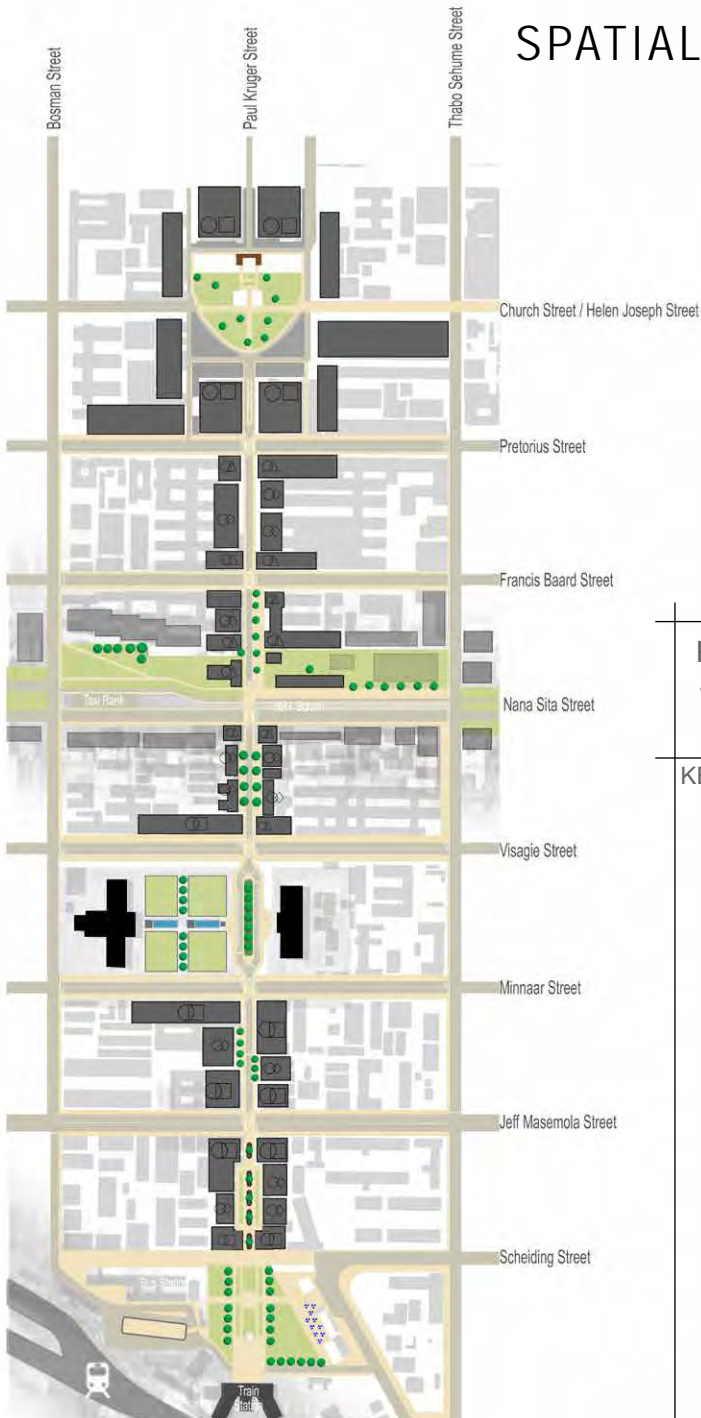 SPATIAL
Bosman Street
Paul Kruger Street
Thabo Sehume Street
Church Street / Helen Joseph Street
Pretorius Street
Francis Baard Street
Taxi Rank
Nana Sita Street
KE
Visagie Street
Minnaar Street
Jeff Masemola Street
Scheiding Street
Train
Station